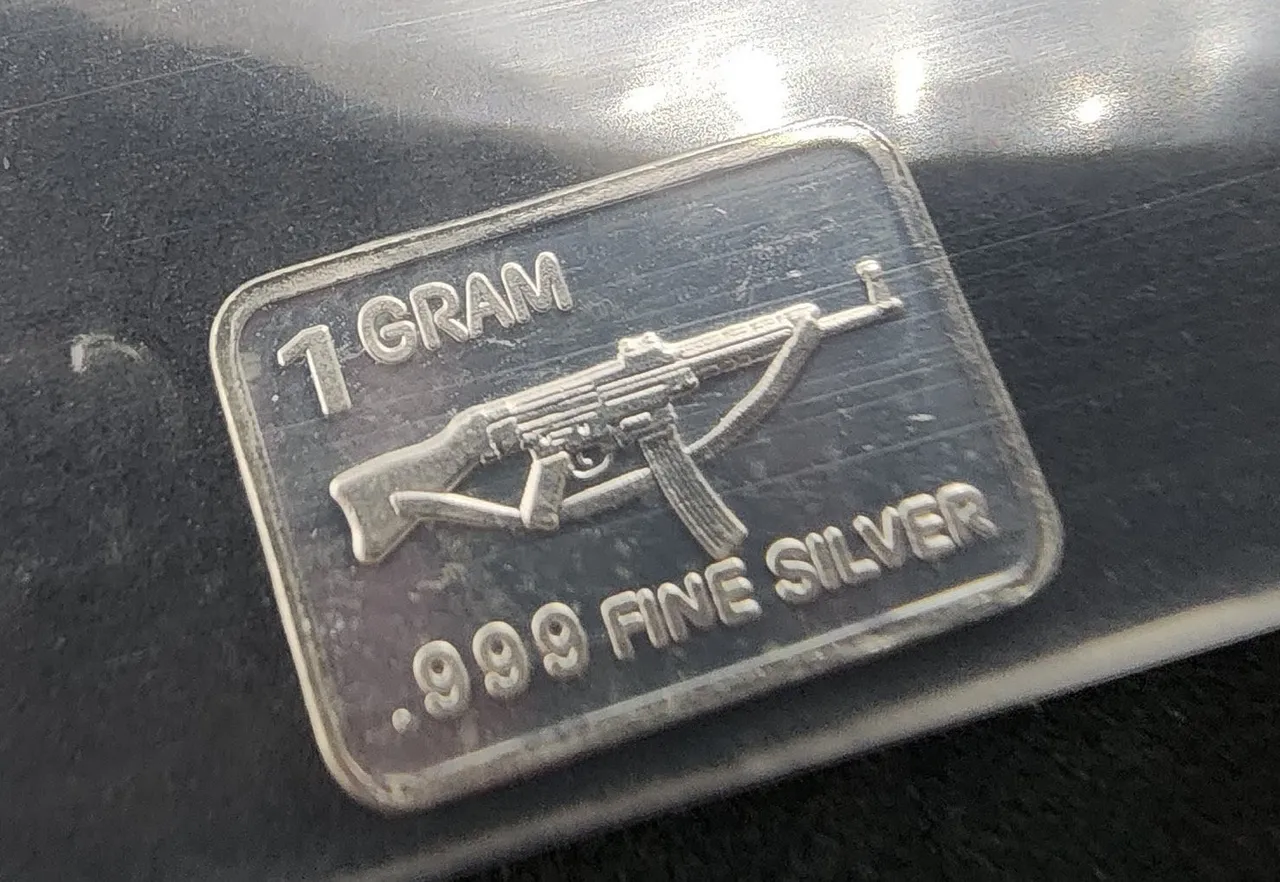 1 GRAM
.999 FINE SILVER